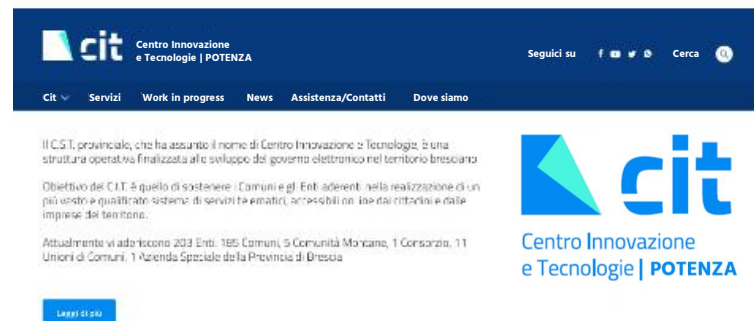 cit Centro Innovazione
e Tecnologie | POTENZA
Seguici su
Cerca
Cit Servizi Work in progress News Assistenza/Contatti Dove siamo
Il C.S.T. provinciale, che ha assunto il nome di Centro Innovazione e Tecnologie, è una
struttura operativa finalizzata allo sviluppo del governo elettronico nel territorio bresciano
Obiettivo del C.I.T. è quello di sostenere i Comuni e gli Enti aderenti nella realizzazione di un
più vasto e qualificato sistema di servizi telematici, accessibili on line dai cittadini e dalle
imprese del territorio.
Attualmente vi aderiscono 203 Enti: 185 Comuni, 5 Comunità Montane, 1 Consorzio, 11
Unioni di Comuni, 1 Azienda Speciale della Provincia di Brescia
Leggi di più
cit
Centro Innovazione
e Tecnologie | POTENZA